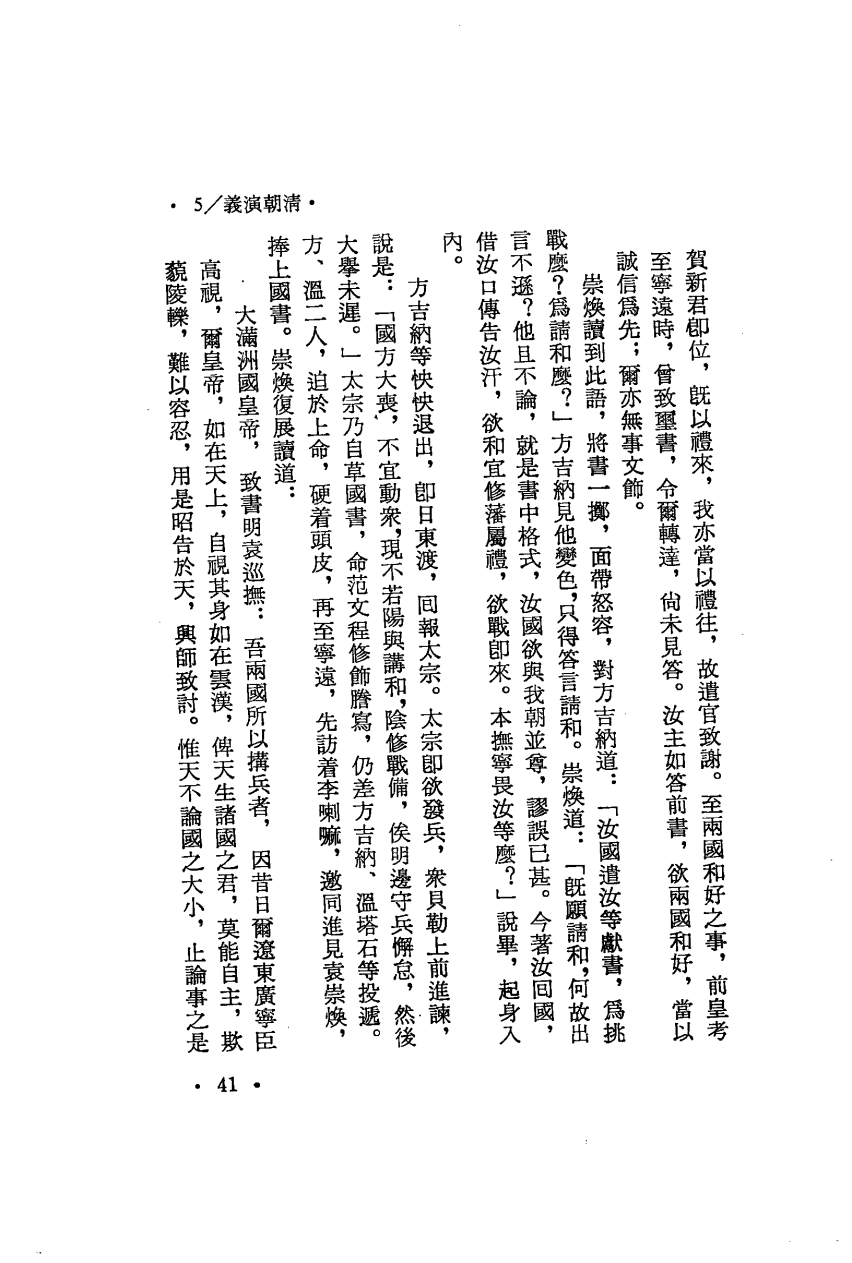 •清朝演義/5•
賀新君卽位，旣以禮來，我亦當以禮往，故遣官致謝。至兩國和好之事，前皇考
至寧遠時，曾致璽書，令爾轉達，尙未見答。汝主如答前書，欲兩國和好，當以
誠信爲先；爾亦無事文飾。
崇煥讀到此語，將書一擲，面帶怒容，對方吉納道：「汝國遣汝等獻書，爲挑
戰麼？爲請和麼？」方吉納見他變色，只得答言請和。崇煥道：「旣願請和，何故出
言不遜？他且不論，就是書中格式，汝國欲與我朝並尊，謬誤已甚。今著汝囘國，
借汝口傳告汝汗，欲和宜修藩屬禮，欲戰卽來。本撫寧畏汝等麼？」說畢，起身入
內。
方吉納等怏怏退出，卽日東渡，囘報太宗。太宗卽欲發兵，衆貝勒上前進諫，
說是：「國方大喪，不宜動衆，現不若陽與講和，陰修戰備，俟明邊守兵懈怠，然後
大擧未遲。」太宗乃自草國書，命范文程修飾謄寫，仍差方吉納、溫塔石等投遞。
方、溫二人，迫於上命，硬着頭皮，再至寧遠，先訪着李喇嘛，邀同進見袁崇煥，
捧上國書。崇煥復展讀道：
大滿洲國皇帝，致書明袁巡撫：吾兩國所以搆兵者，因昔日爾遼東廣寧臣
高視，爾皇帝，如在天上，自視其身如在雲漢，俾天生諸國之君，莫能自主，欺
藐陵轢，難以容忍，用是昭告於天，興師致討。惟天不論國之大小，止論事之是
•41•